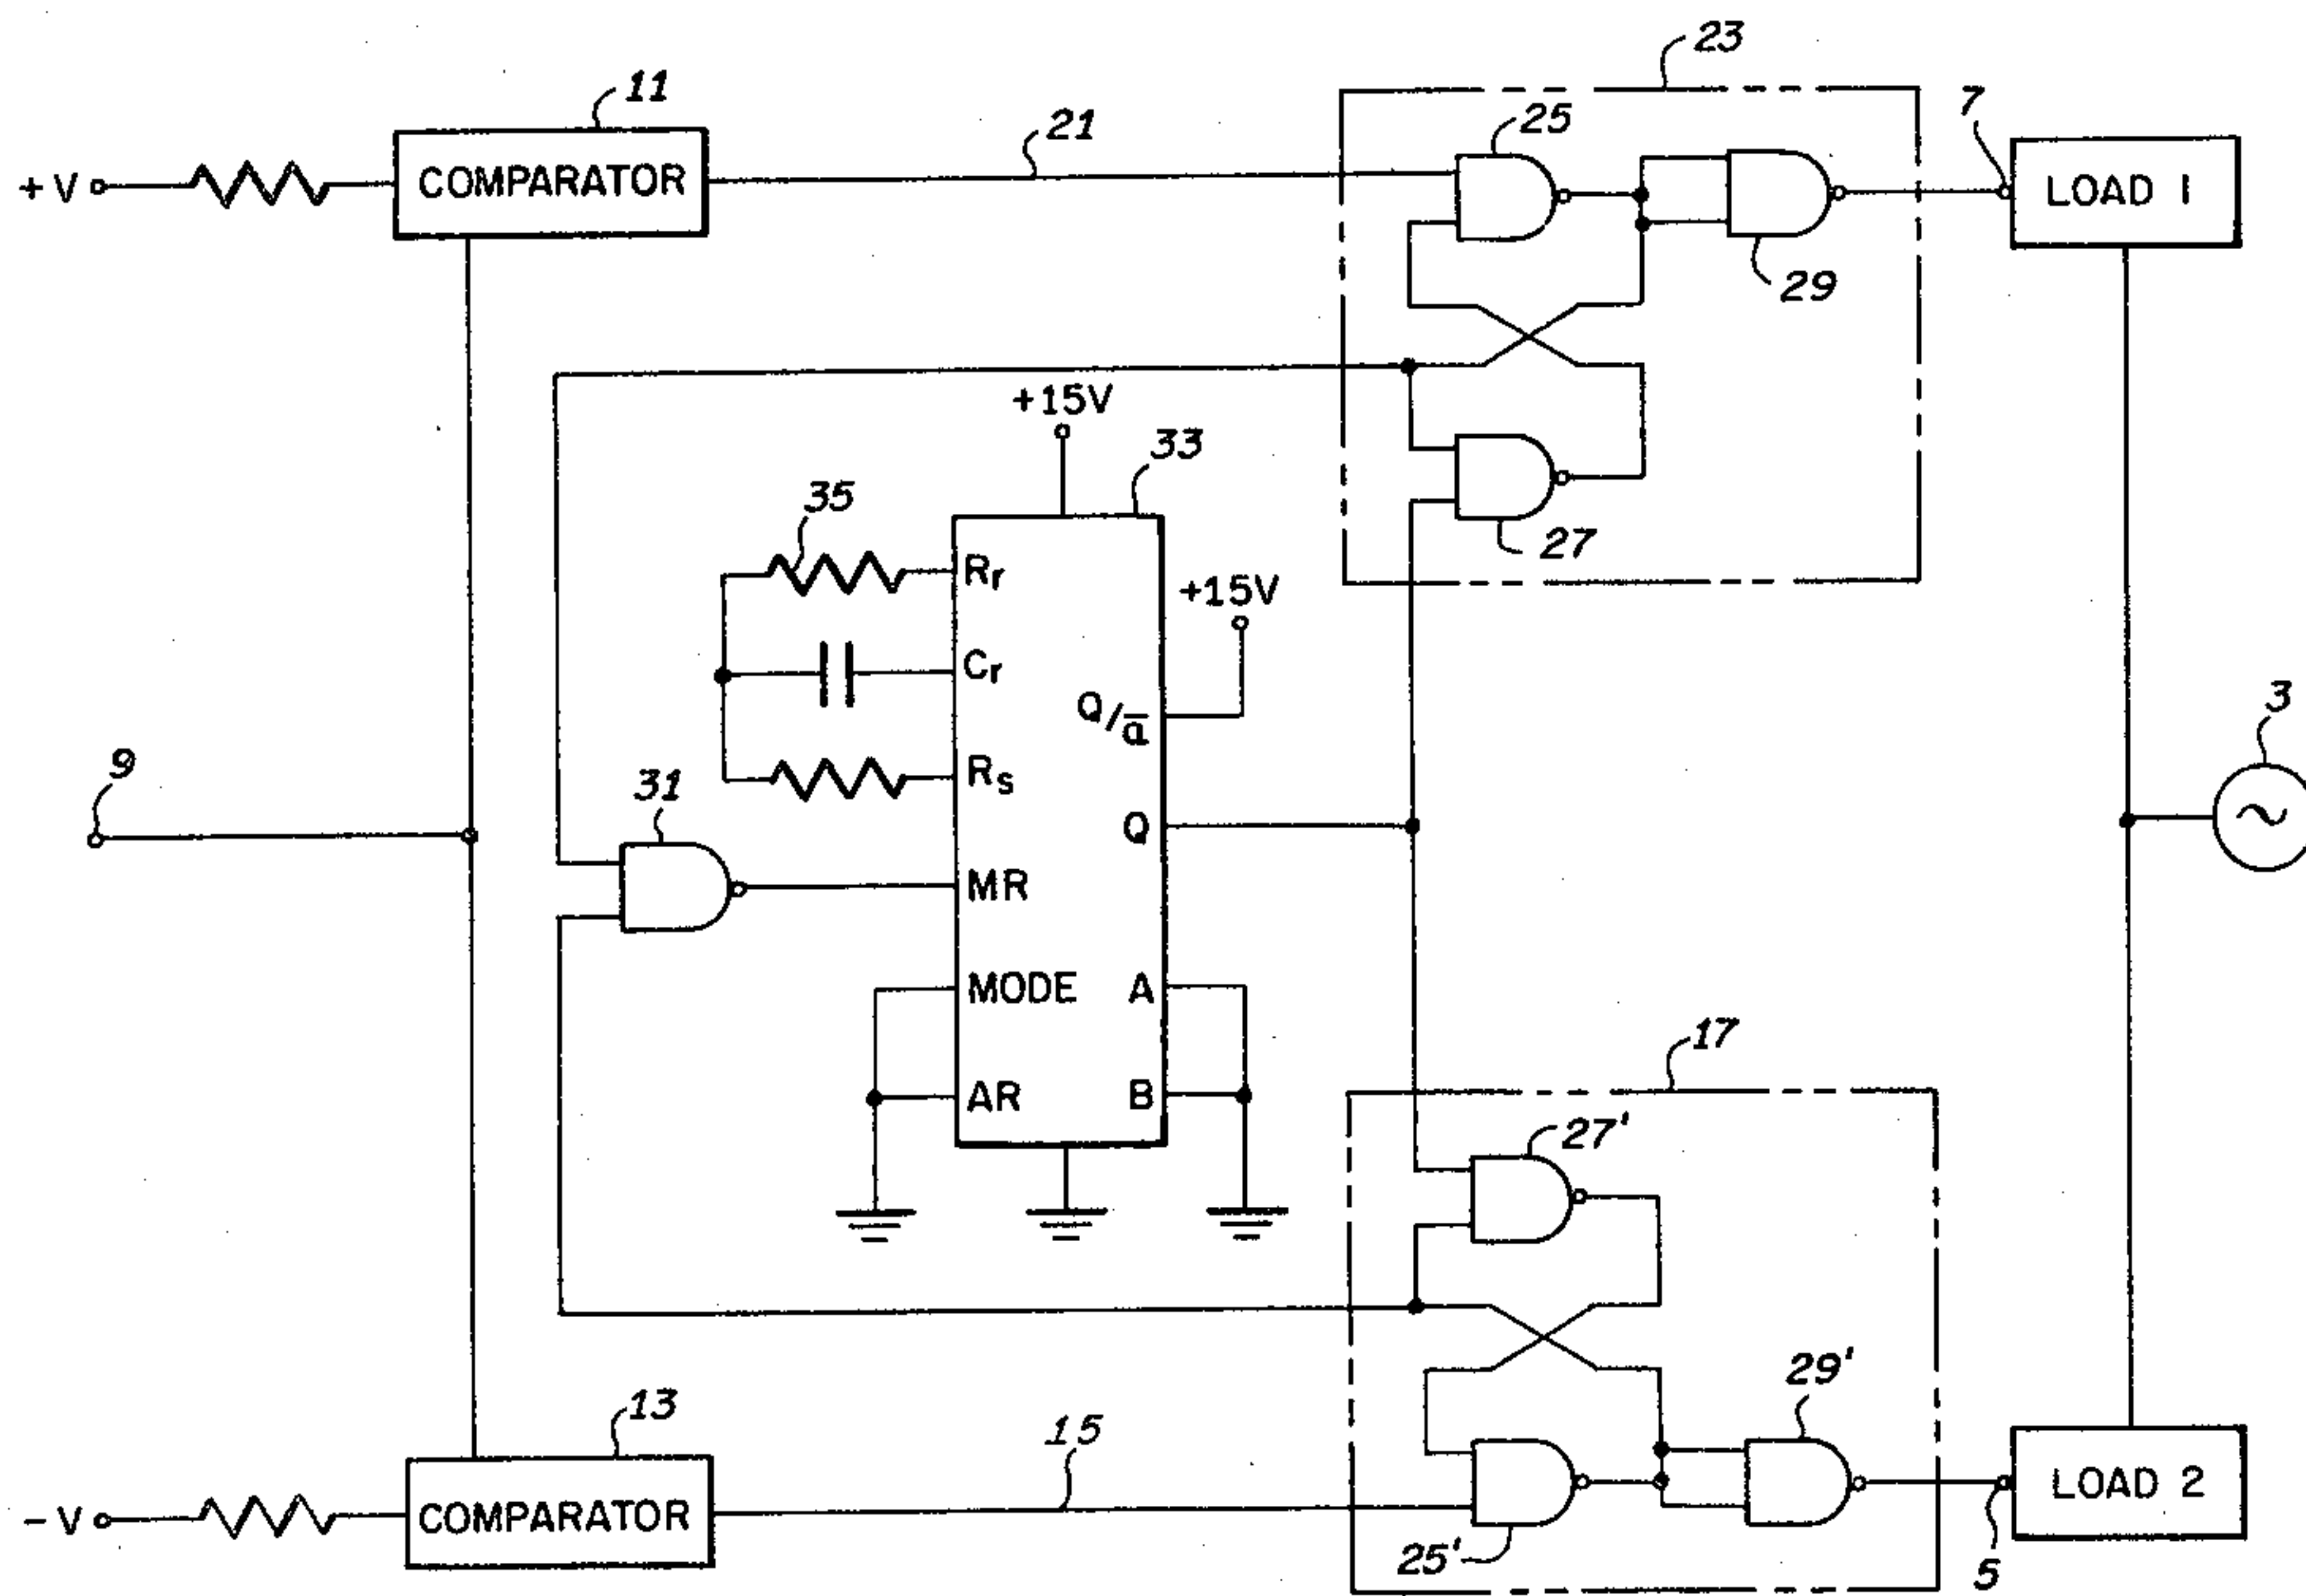 23
11
21
25
7
+V
COMPARATOR
LOAD 1
29
+15V
33
35
27
Rr
+15V
Cr
Q/Q̅
3
9
31
Rs
Q
MR
MODE
A
17
AR
B
27'
29'
13
15
-V
COMPARATOR
LOAD 2
25'
5